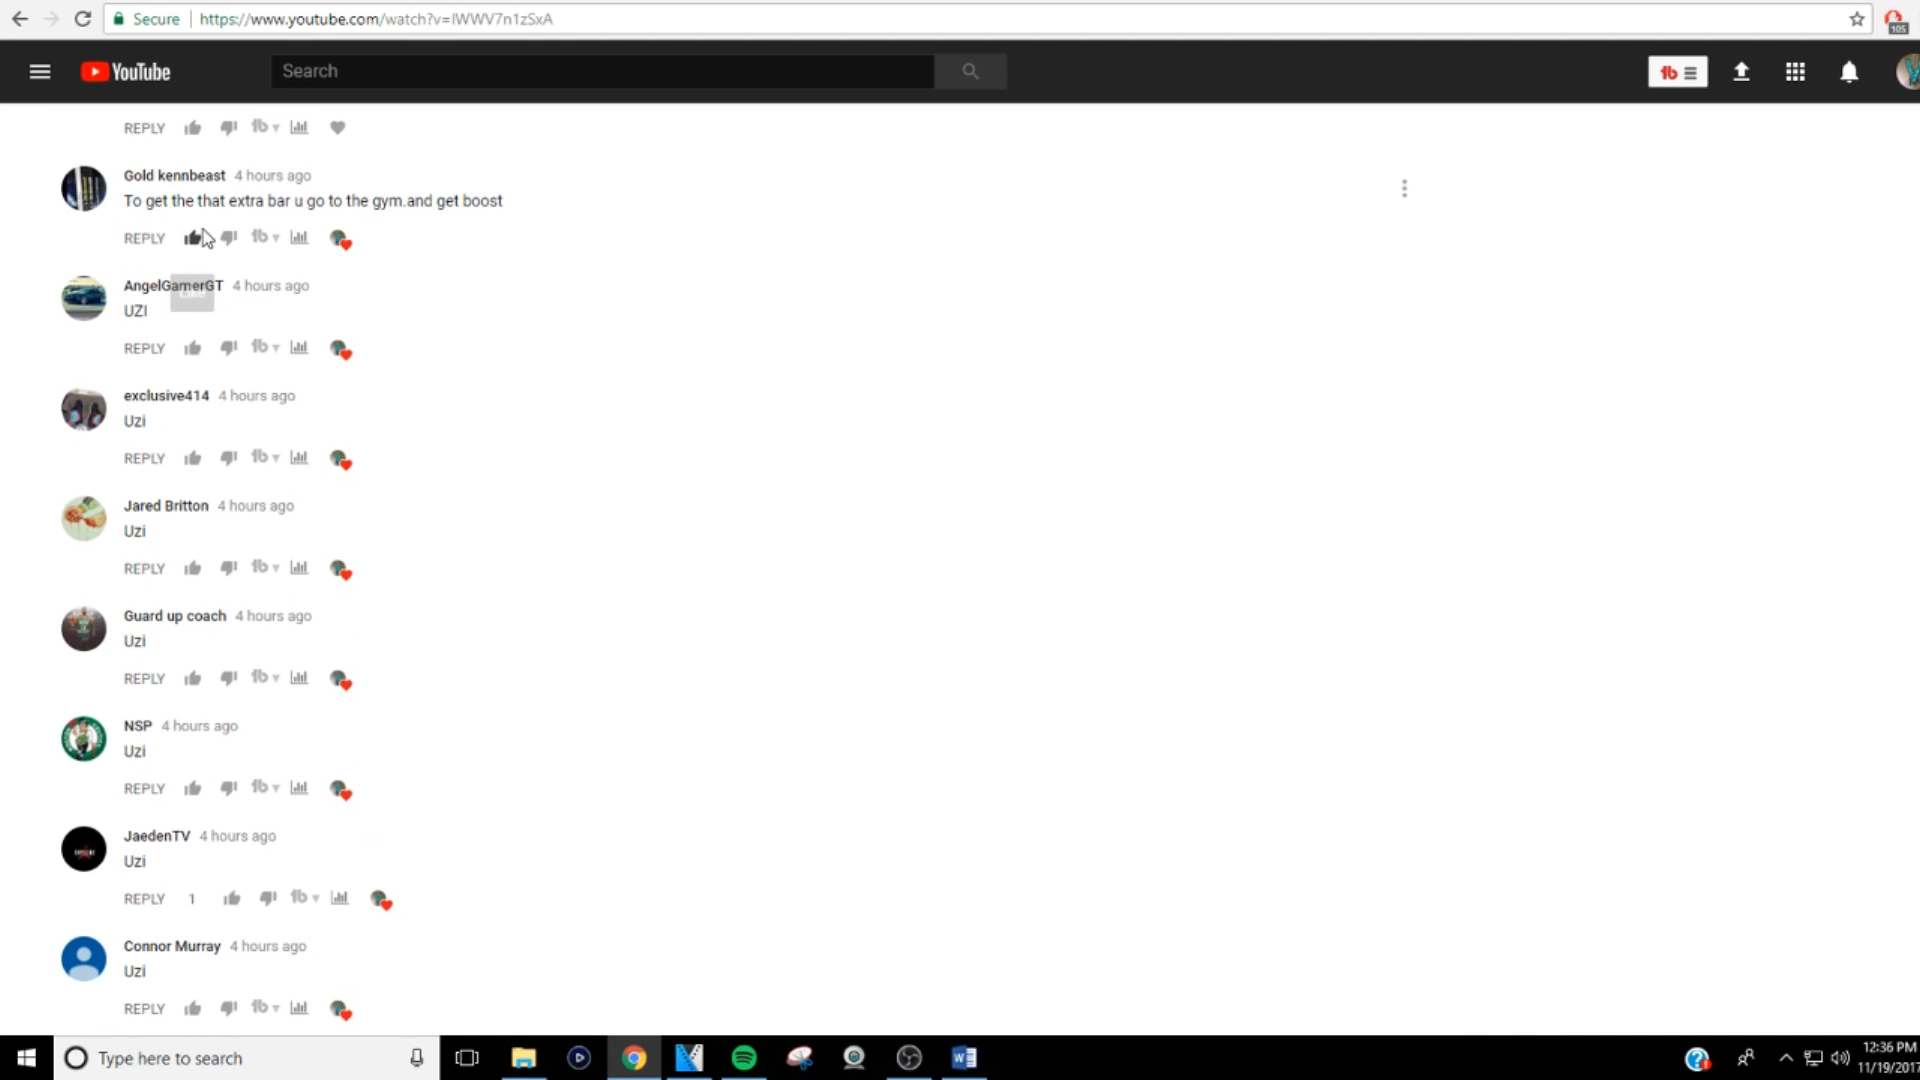 Secure https://www.youtube.com/watch?v=IWWV7n1zSxA
105
YouTube
Search
REPLY
Gold kennbeast 4 hours ago
To get the that extra bar u go to the gym.and get boost
REPLY
AngelGamerGT 4 hours ago
UZI
REPLY
exclusive414 4 hours ago
Uzi
REPLY
Jared Britton 4 hours ago
Uzi
REPLY
Guard up coach 4 hours ago
Uzi
REPLY
NSP 4 hours ago
Uzi
REPLY
JaedenTV 4 hours ago
Uzi
REPLY 1
Connor Murray 4 hours ago
Uzi
REPLY
Type here to search
12:36 PM
11/19/2017